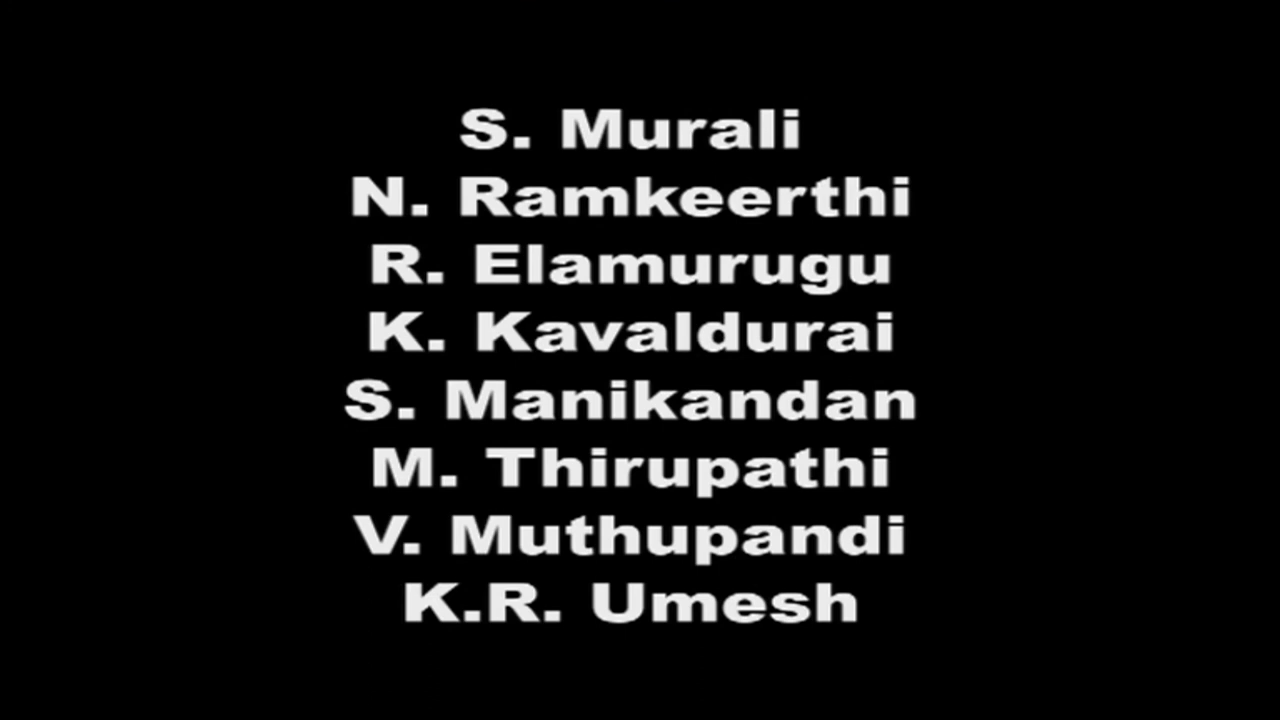 S. Murali
N. Ramkeerthi
R. Elamurugu
K. Kavaldurai
S. Manikandan
M. Thirupathi
V. Muthupandi
K.R. Umesh